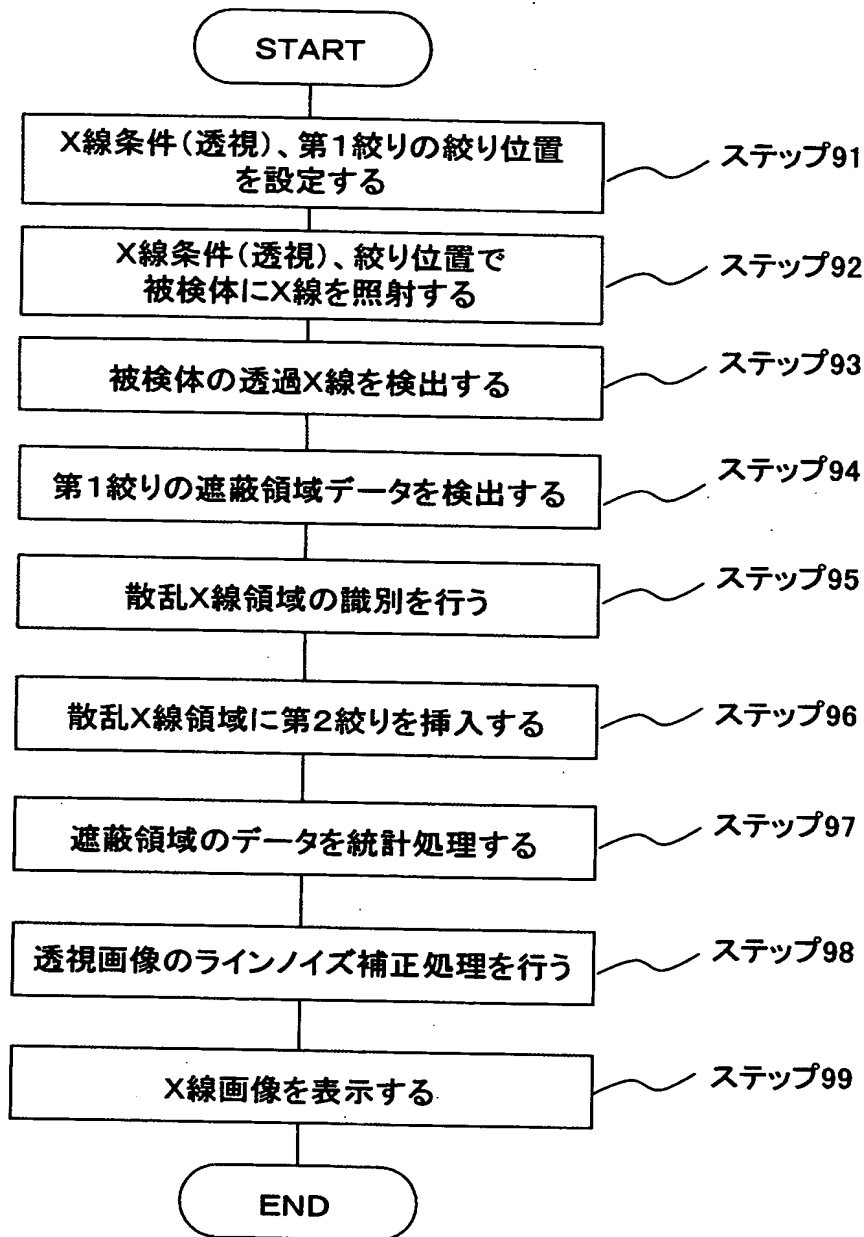 START
X線条件(透視)、第1絞りの絞り位置
を設定する
ステップ91
X線条件(透視)、絞り位置で
被検体にX線を照射する
ステップ92
被検体の透過X線を検出する
ステップ93
第1絞りの遮蔽領域データを検出する
ステップ94
散乱X線領域の識別を行う
ステップ95
散乱X線領域に第2絞りを挿入する
ステップ96
遮蔽領域のデータを統計処理する
ステップ97
透視画像のラインノイズ補正処理を行う
ステップ98
X線画像を表示する
ステップ99
END